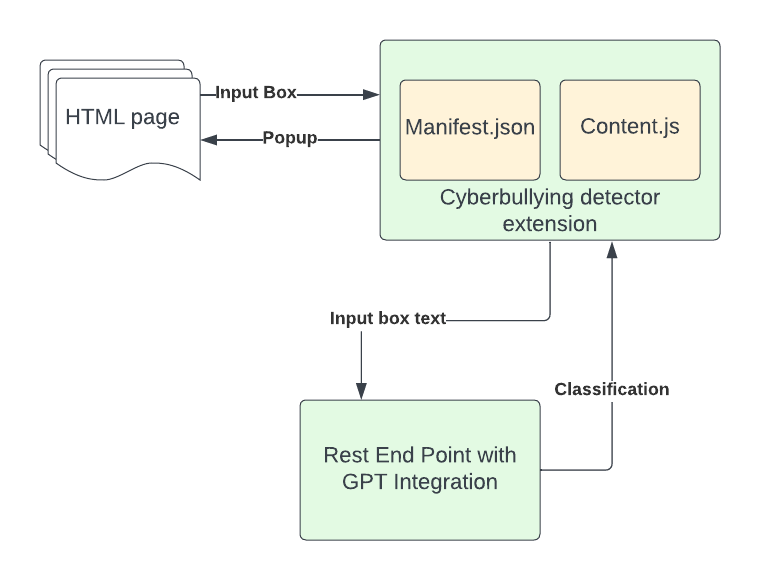 HTML page
Input Box
Popup
Manifest.json
Content.js
Cyberbullying detector
extension
Input box text
Classification
Rest End Point with
GPT Integration